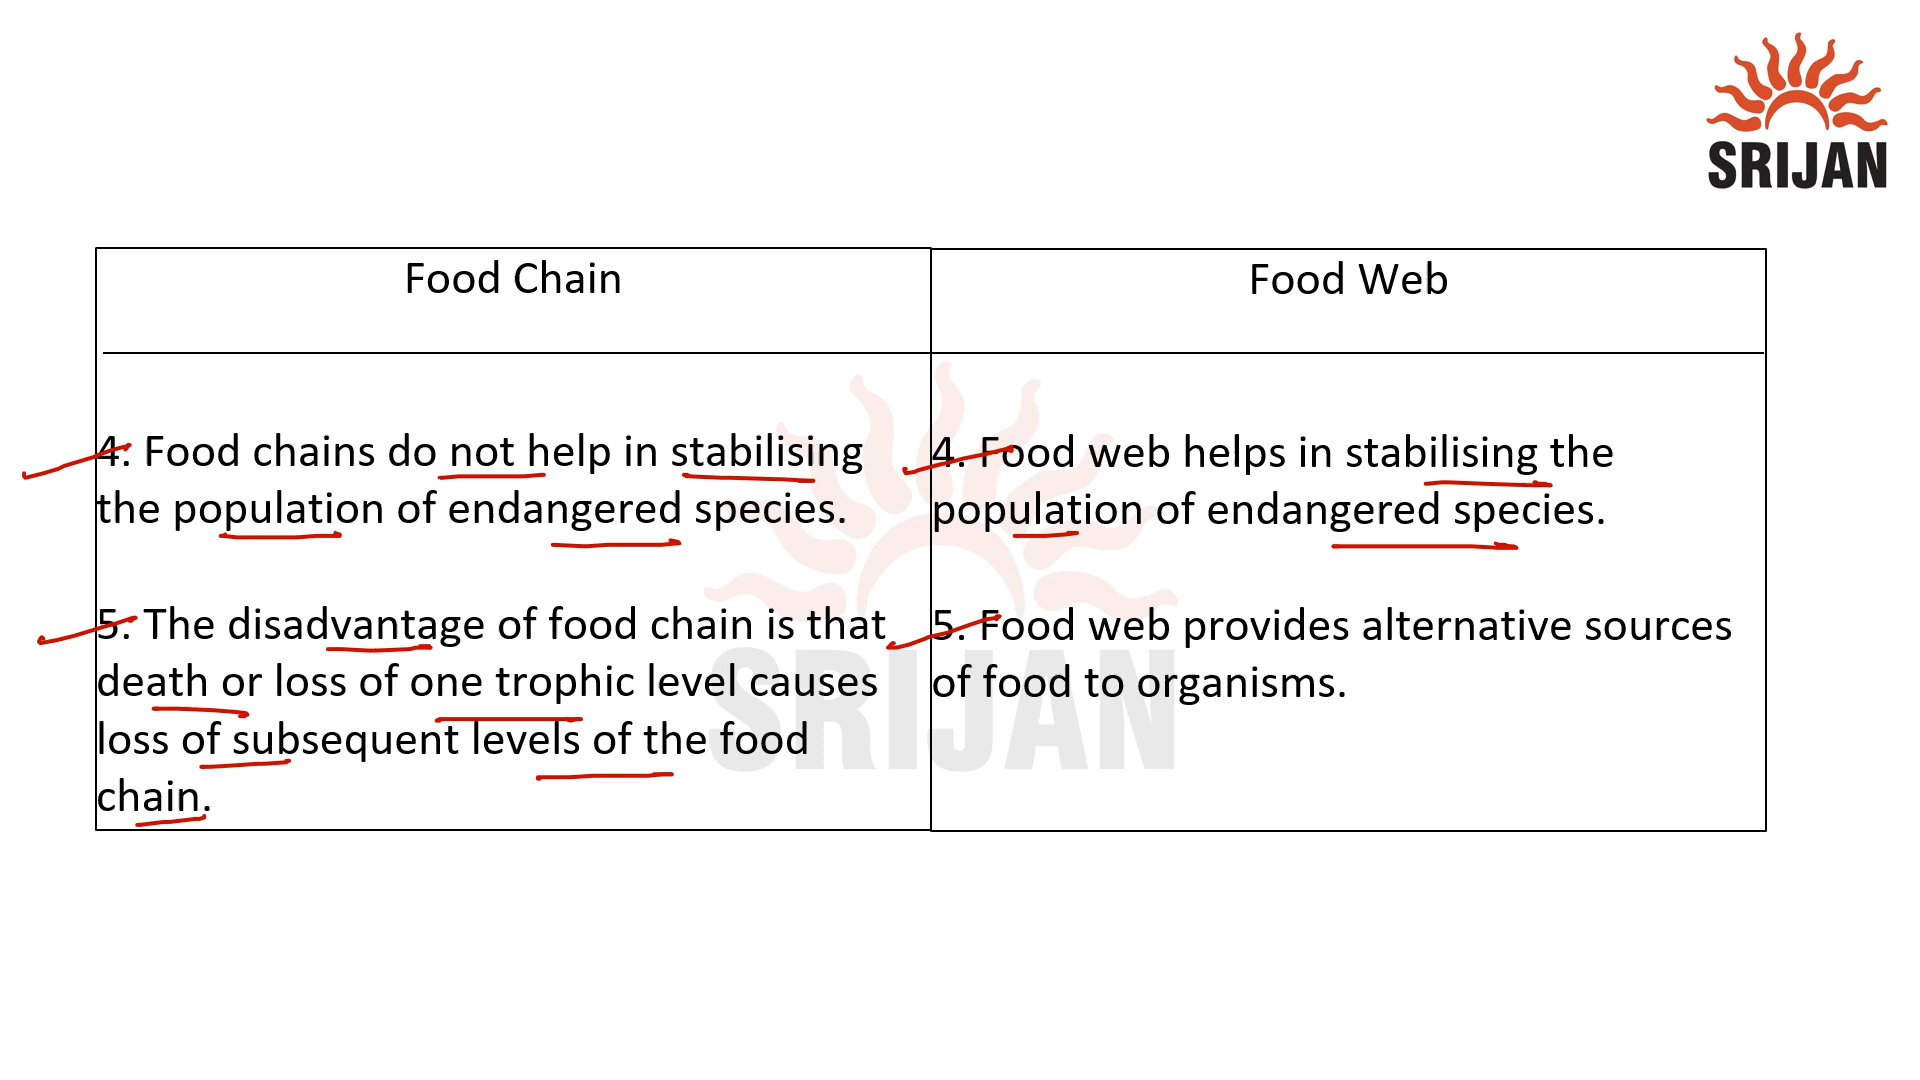 SRIJAN
Food Chain
Food Web
4. Food chains do not help in stabilising
the population of endangered species.
5. The disadvantage of food chain is that
death or loss of one trophic level causes
loss of subsequent levels of the food
chain.
4. Food web helps in stabilising the
population of endangered species.
5. Food web provides alternative sources
of food to organisms.
SRIJAN